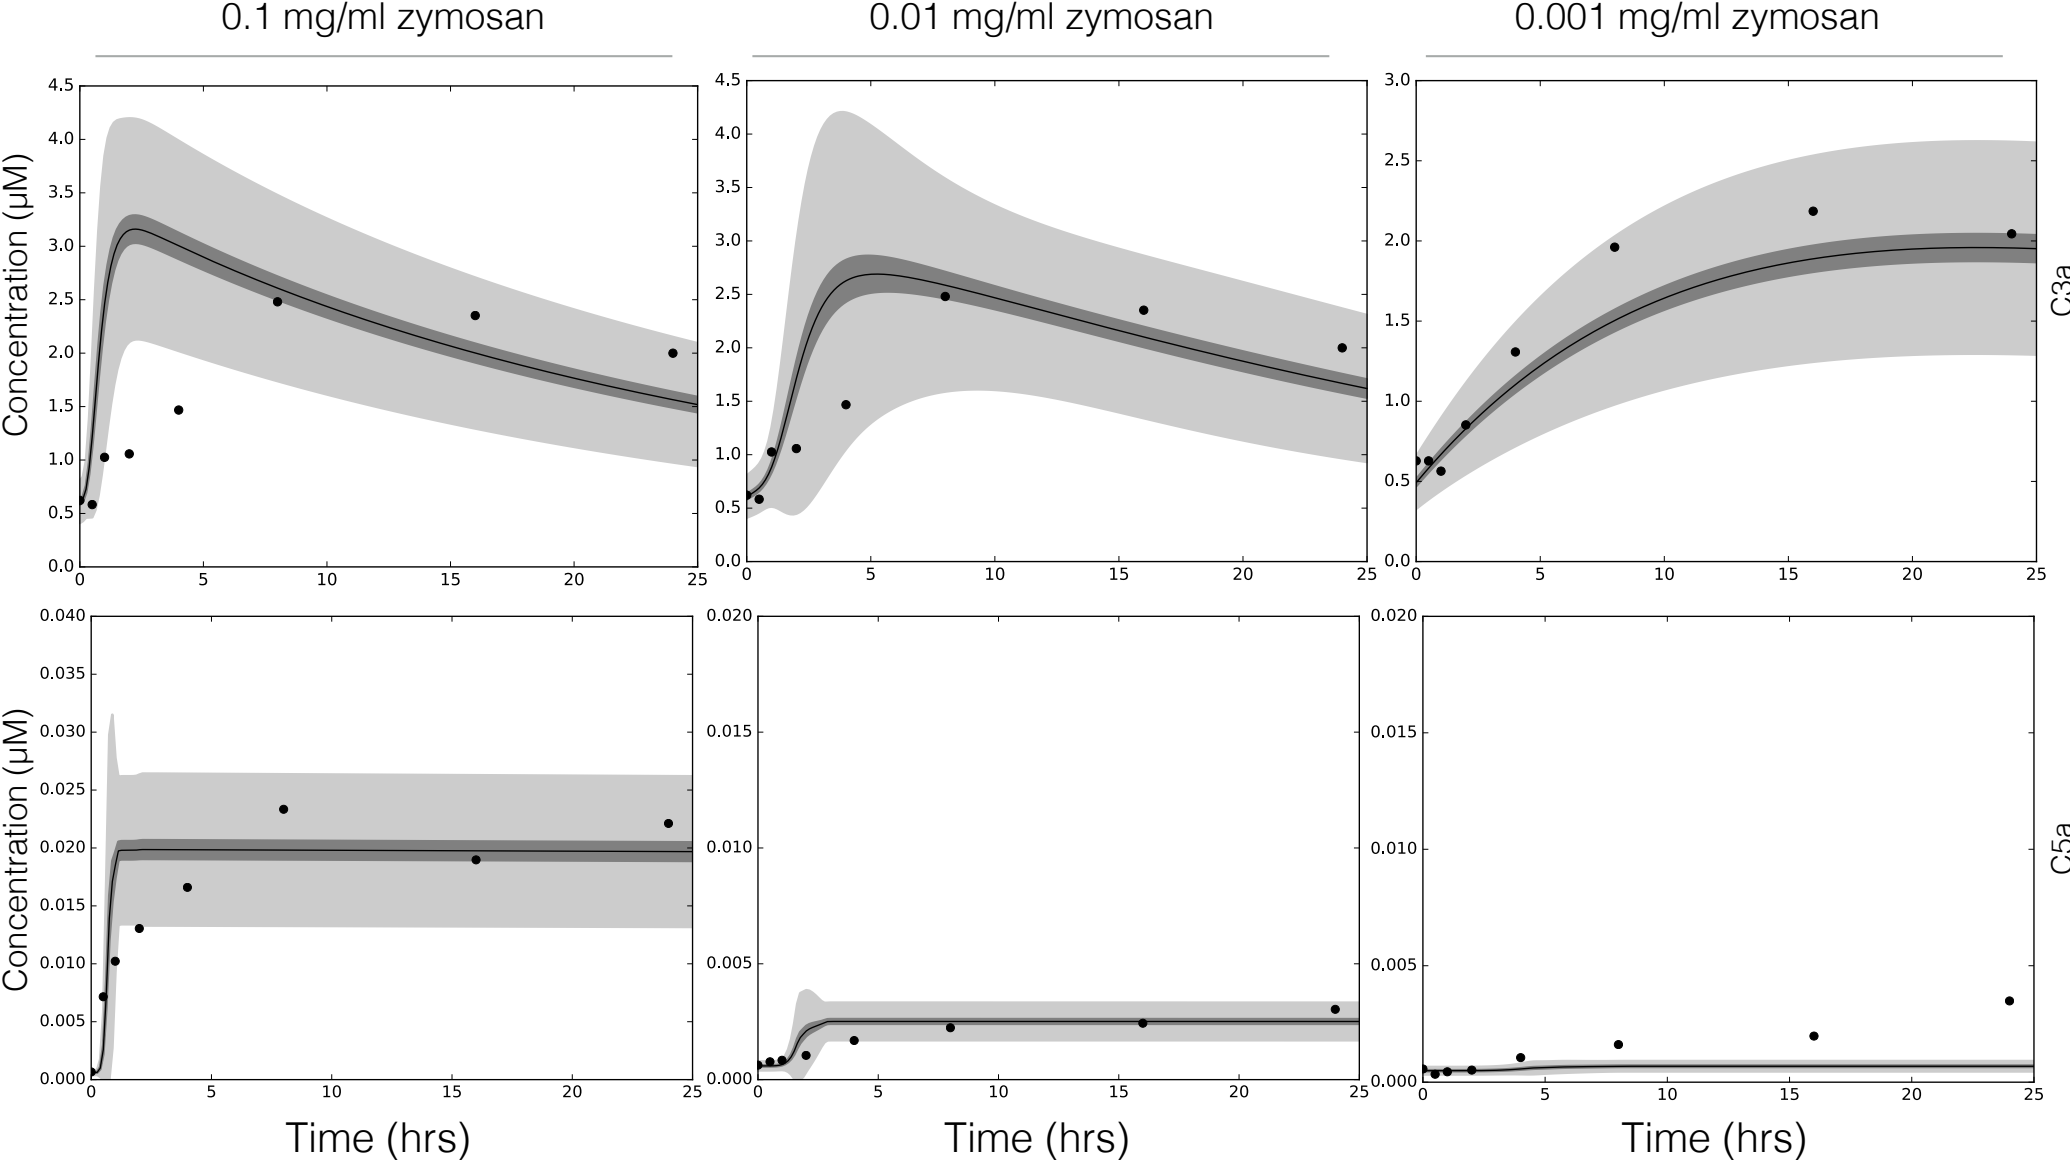 0.1 mg/ml zymosan
0.01 mg/ml zymosan
0.001 mg/ml zymosan
Concentration (µM)
4.5
4.0
3.5
3.0
2.5
2.0
1.5
1.0
0.5
0.0
0 5 10 15 20 25
4.5
4.0
3.5
3.0
2.5
2.0
1.5
1.0
0.5
0.0
0 5 10 15 20 25
3.0
2.5
2.0
1.5
1.0
0.5
0.0
0 5 10 15 20 25
C3a
Concentration (µM)
0.040
0.035
0.030
0.025
0.020
0.015
0.010
0.005
0.000
0 5 10 15 20 25
Time (hrs)
0.020
0.015
0.010
0.005
0.000
0 5 10 15 20 25
Time (hrs)
0.020
0.015
0.010
0.005
0.000
0 5 10 15 20 25
Time (hrs)
C5a